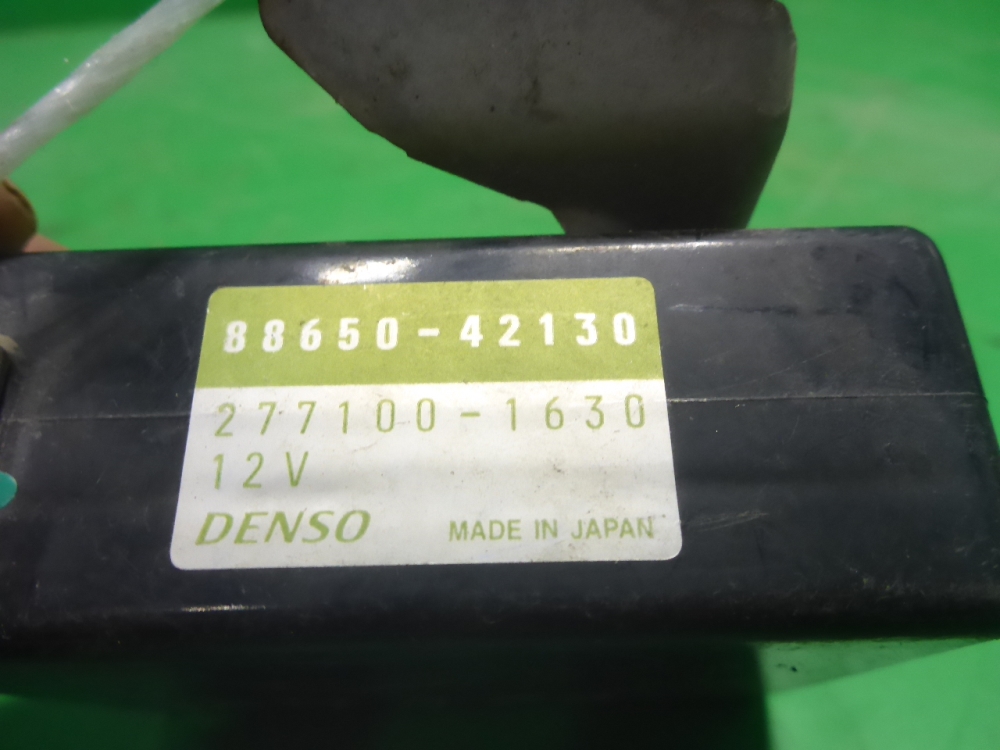 88650-42130
277100-1630
12V
DENSO MADE IN JAPAN